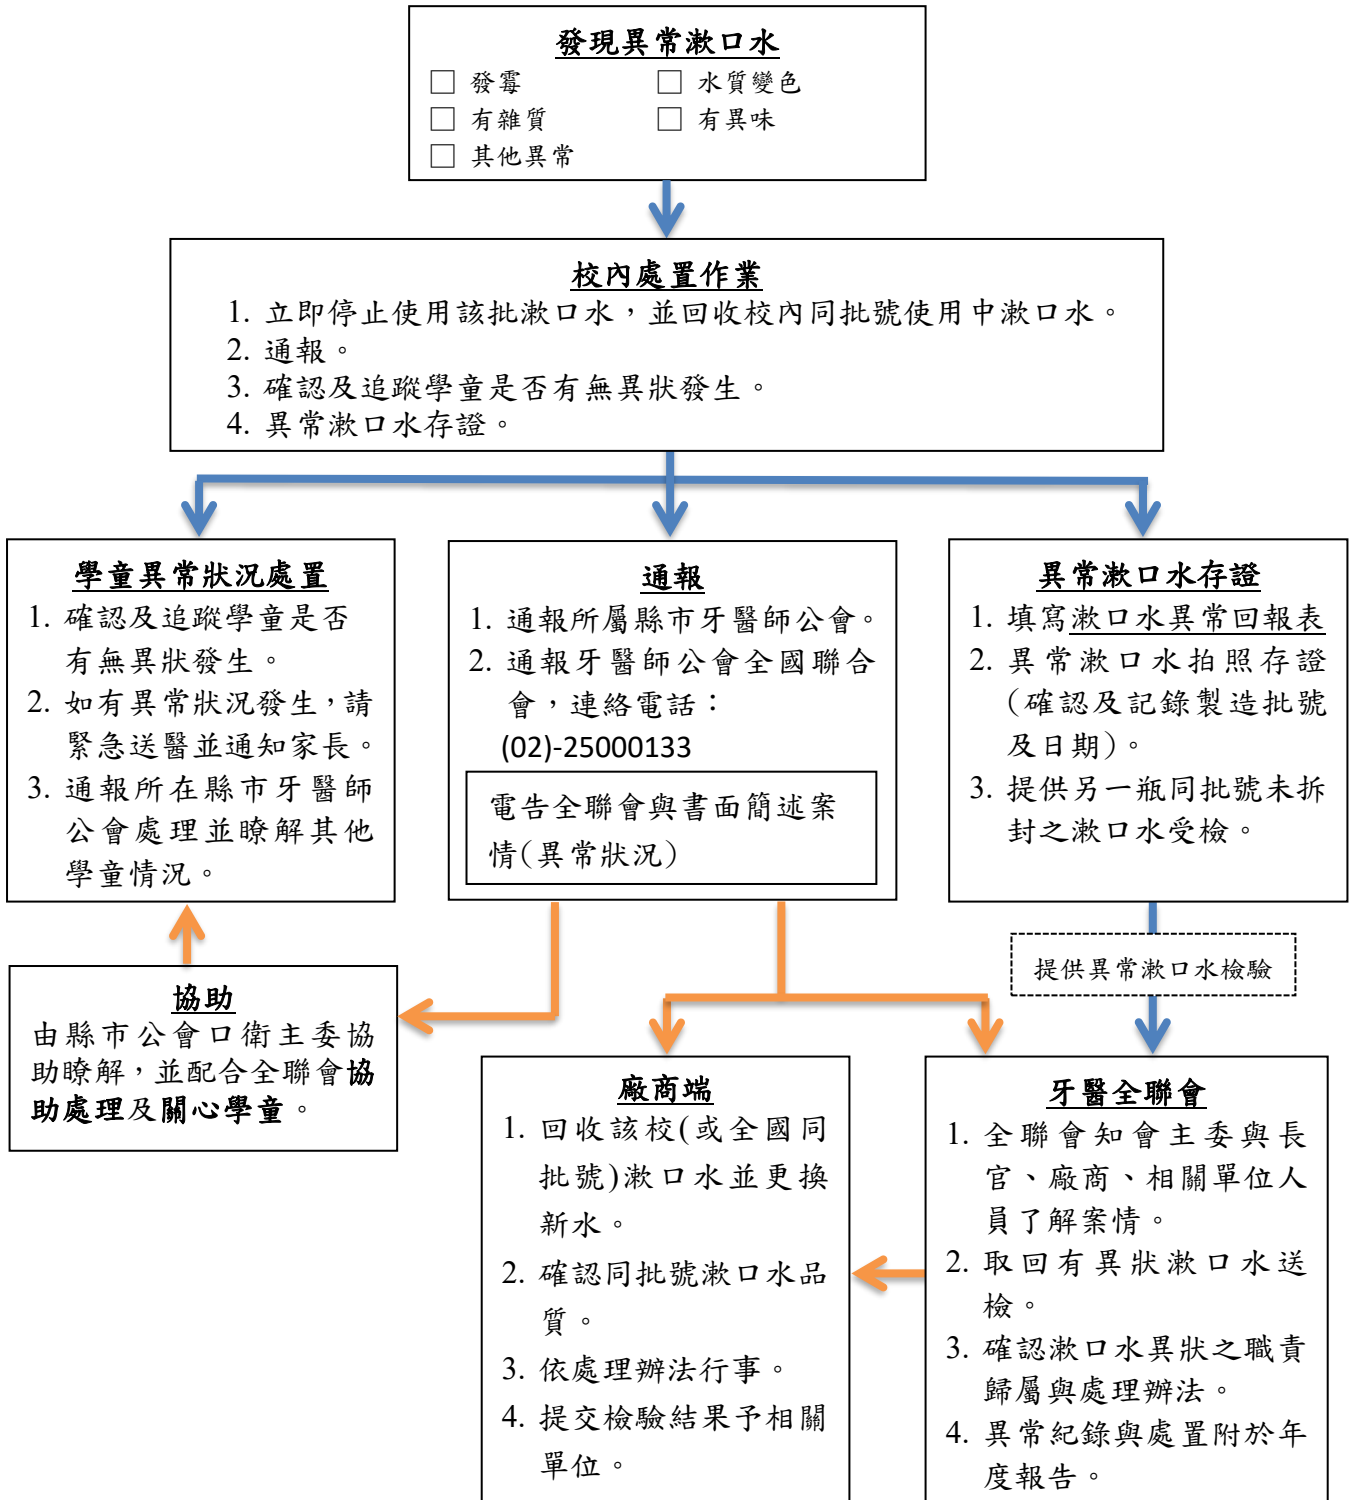 發現異常漱口水
□ 發霉 □ 水質變色
□ 有雜質 □ 有異味
□ 其他異常
校內處置作業
1. 立即停止使用該批漱口水，並回收校內同批號使用中漱口水。
2. 通報。
3. 確認及追蹤學童是否有無異狀發生。
4. 異常漱口水存證。
學童異常狀況處置
1. 確認及追蹤學童是否
有無異狀發生。
2. 如有異常狀況發生，請
緊急送醫並通知家長。
3. 通報所在縣市牙醫師
公會處理並瞭解其他
學童情況。
通報
1. 通報所屬縣市牙醫師公會。
2. 通報牙醫師公會全國聯合
會，連絡電話：
(02)-25000133
電告全聯會與書面簡述案
情(異常狀況)
異常漱口水存證
1. 填寫漱口水異常回報表
2. 異常漱口水拍照存證
(確認及記錄製造批號
及日期)。
3. 提供另一瓶同批號未拆
封之漱口水受檢。
提供異常漱口水檢驗
協助
由縣市公會口衛主委協
助瞭解，並配合全聯會協
助處理及關心學童。
廠商端
1. 回收該校(或全國同
批號)漱口水並更換
新水。
2. 確認同批號漱口水品
質。
3. 依處理辦法行事。
4. 提交檢驗結果予相關
單位。
牙醫全聯會
1. 全聯會知會主委與長
官、廠商、相關單位人
員了解案情。
2. 取回有異狀漱口水送
檢。
3. 確認漱口水異狀之職責
歸屬與處理辦法。
4. 異常紀錄與處置附於年
度報告。